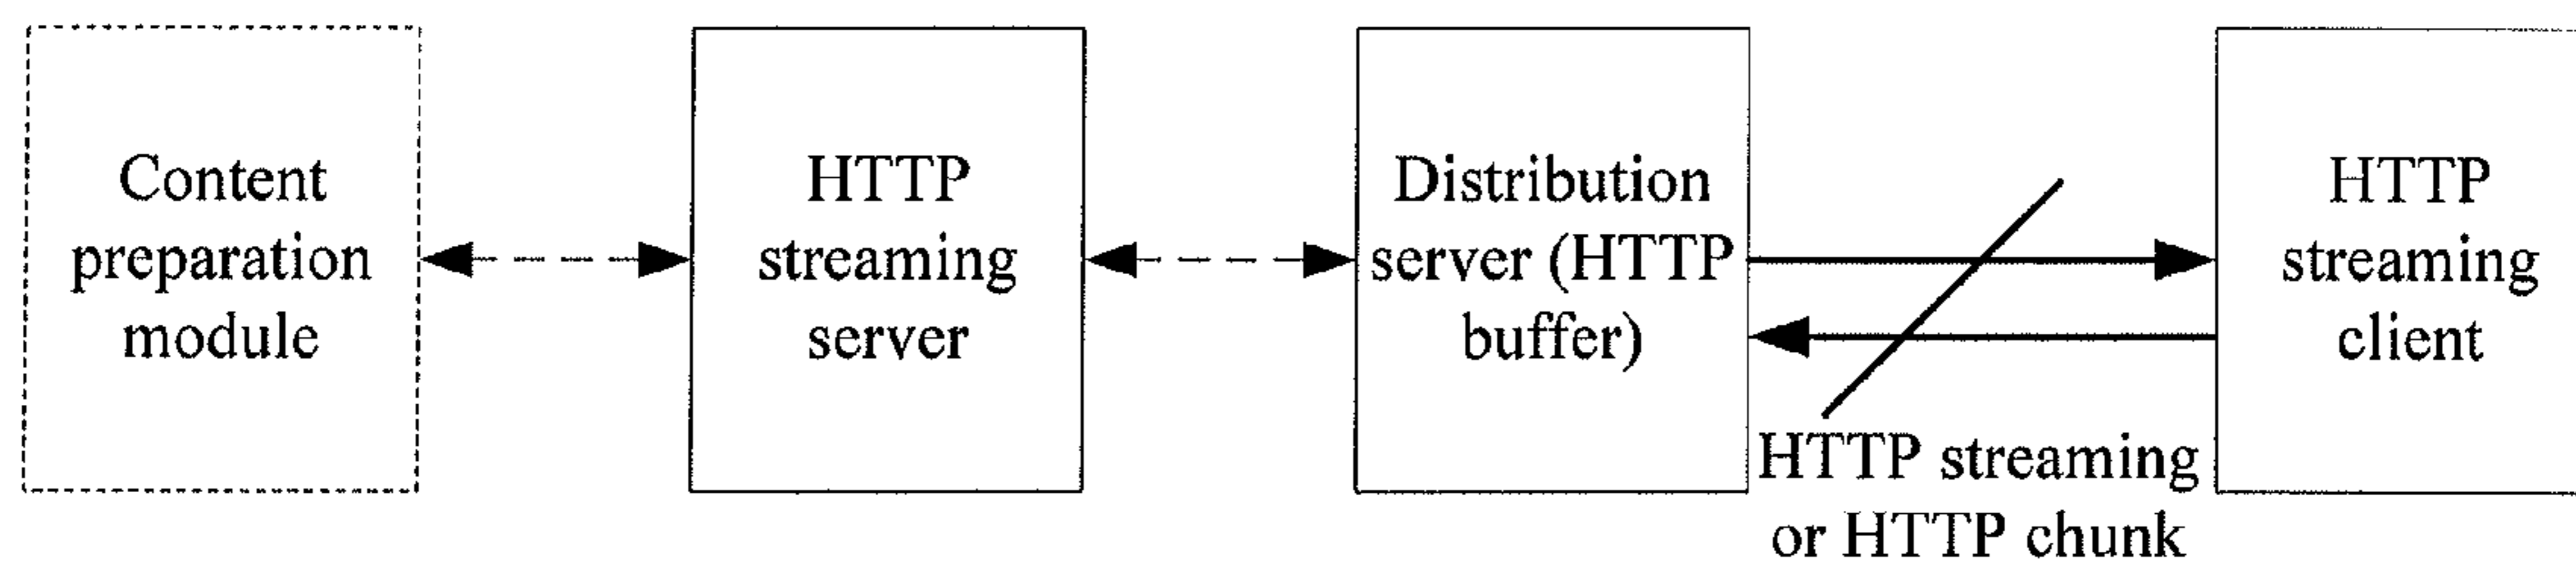 Content
preparation
module
HTTP
streaming
server
Distribution
server (HTTP
buffer)
HTTP streaming
or HTTP chunk
HTTP
streaming
client